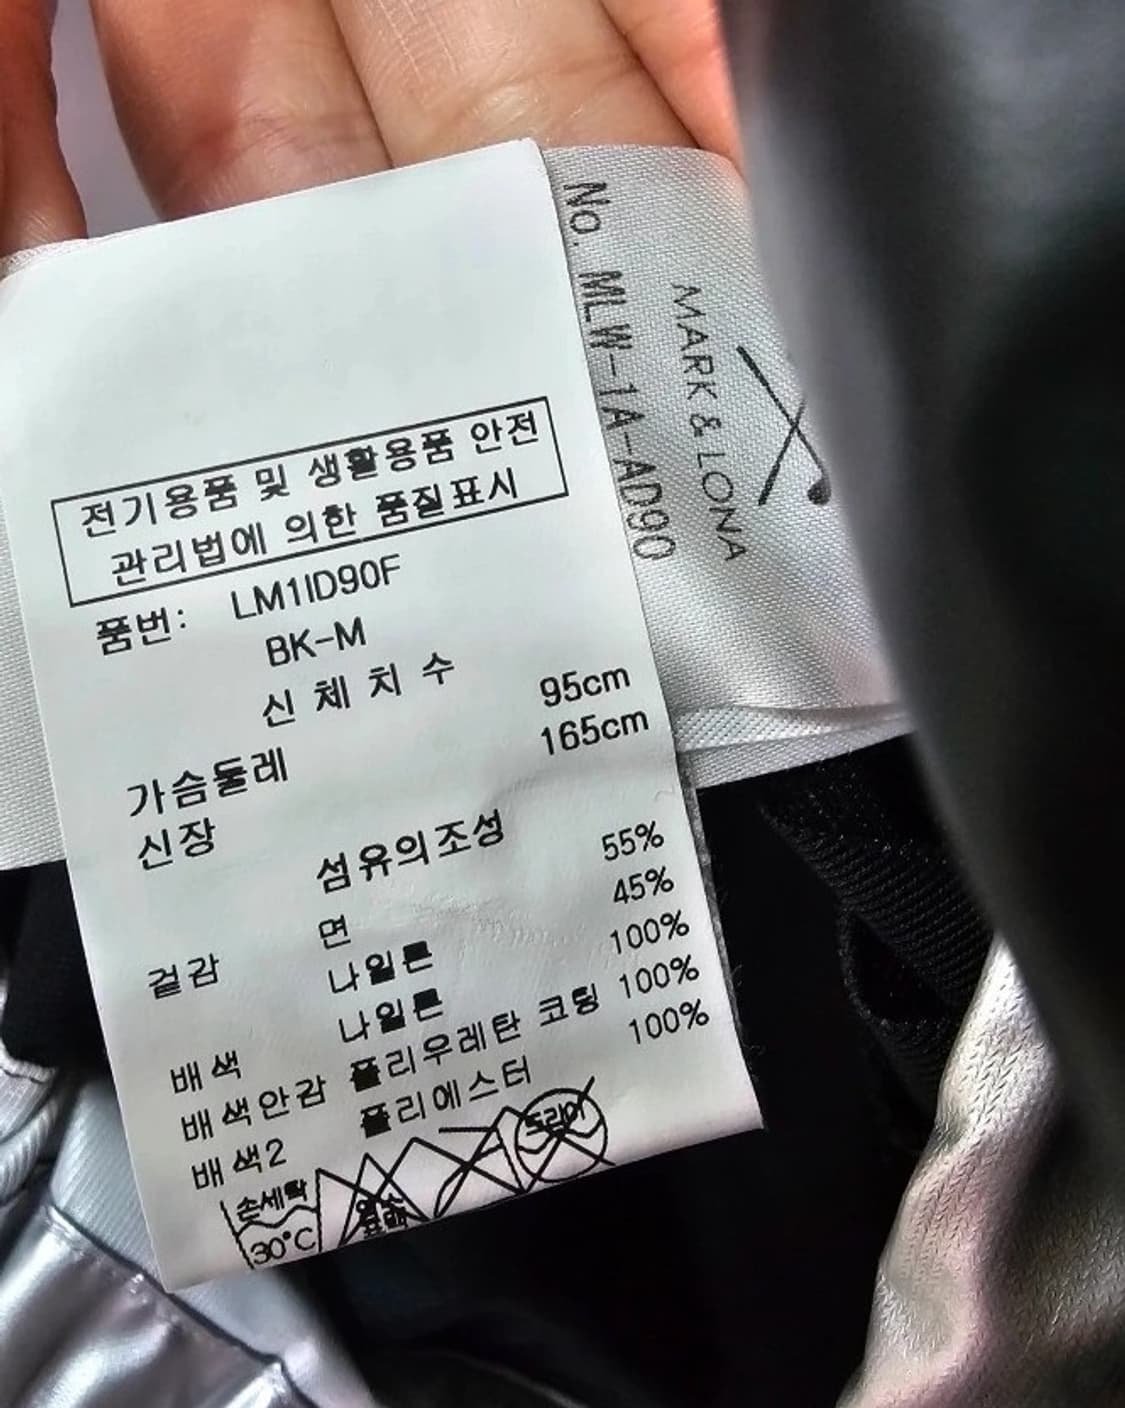 전기용품 및 생활용품 안전
관리법에 의한 품질표시
품번: LM1ID90F
BK-M
신체치수
가슴둘레 95cm
신장 165cm
섬유의조성
겉감 면 55%
나일론 45%
배색 나일론 100%
배색안감 폴리우레탄 코팅 100%
배색2 폴리에스터 100%
손세탁
30°C
염소
표백
드라이
No. MLW-1A-AD90
MARK & LONA